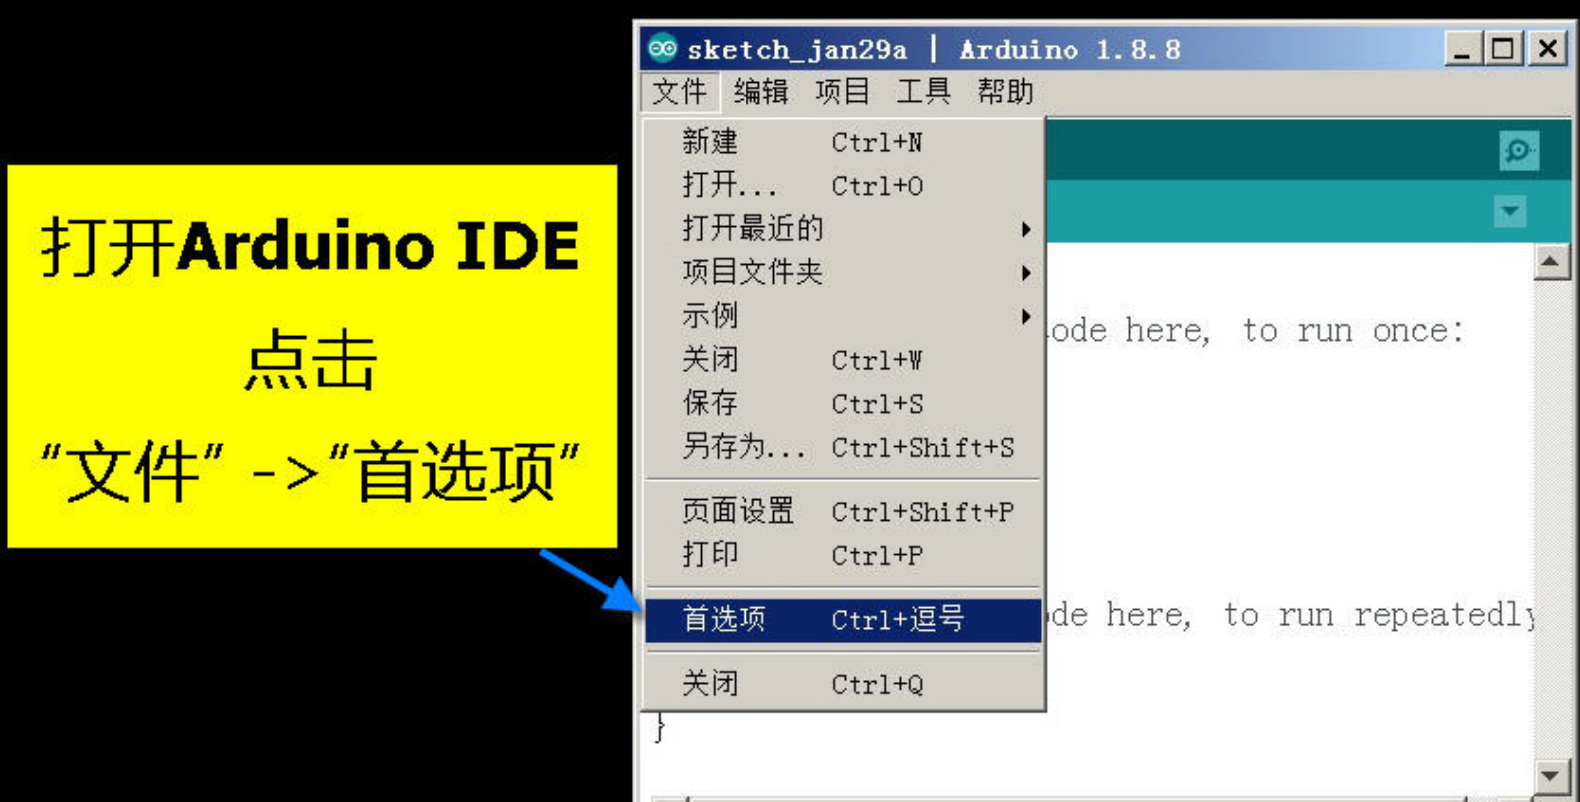 sketch_jan29a | Arduino 1.8.8
文件 编辑 项目 工具 帮助
新建 Ctrl+N
打开... Ctrl+O
打开最近的
项目文件夹
示例
关闭 Ctrl+W
保存 Ctrl+S
另存为... Ctrl+Shift+S
页面设置 Ctrl+Shift+P
打印 Ctrl+P
首选项 Ctrl+逗号
关闭 Ctrl+Q
打开Arduino IDE
点击
"文件" ->"首选项"
ode here, to run once:
de here, to run repeatedly
}